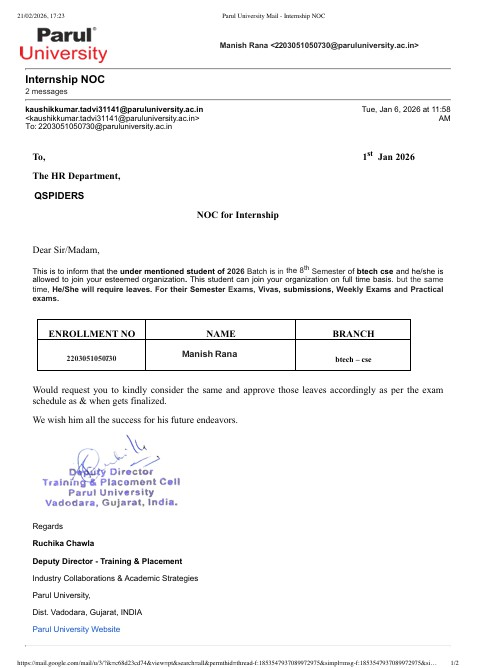 21/02/2026, 17:23 Parul University Mail - Internship NOC
Parul®
University
Manish Rana <2203051050730@paruluniversity.ac.in>
Internship NOC
2 messages
kaushikkumar.tadvi31141@paruluniversity.ac.in Tue, Jan 6, 2026 at 11:58
<kaushikkumar.tadvi31141@paruluniversity.ac.in> AM
To: 2203051050730@paruluniversity.ac.in
To, 1st Jan 2026
The HR Department,
QSPIDERS
NOC for Internship
Dear Sir/Madam,
This is to inform that the under mentioned student of 2026 Batch is in the 8th Semester of btech cse and he/she is
allowed to join your esteemed organization. This student can join your organization on full time basis. but the same
time, He/She will require leaves. For their Semester Exams, Vivas, submissions, Weekly Exams and Practical
exams.
ENROLLMENT NO NAME BRANCH
2203051050730 Manish Rana btech – cse
Would request you to kindly consider the same and approve those leaves accordingly as per the exam
schedule as & when gets finalized.
We wish him all the success for his future endeavors.
Deputy Director
Training & Placement Cell
Parul University
Vadodara, Gujarat, India.
Regards
Ruchika Chawla
Deputy Director - Training & Placement
Industry Collaborations & Academic Strategies
Parul University,
Dist. Vadodara, Gujarat, INDIA
Parul University Website
https://mail.google.com/mail/u/3/?ik=c68d23cd74&view=pt&search=all&permthid=thread-f:1853547937089972975&simpl=msg-f:1853547937089972975&si… 1/2